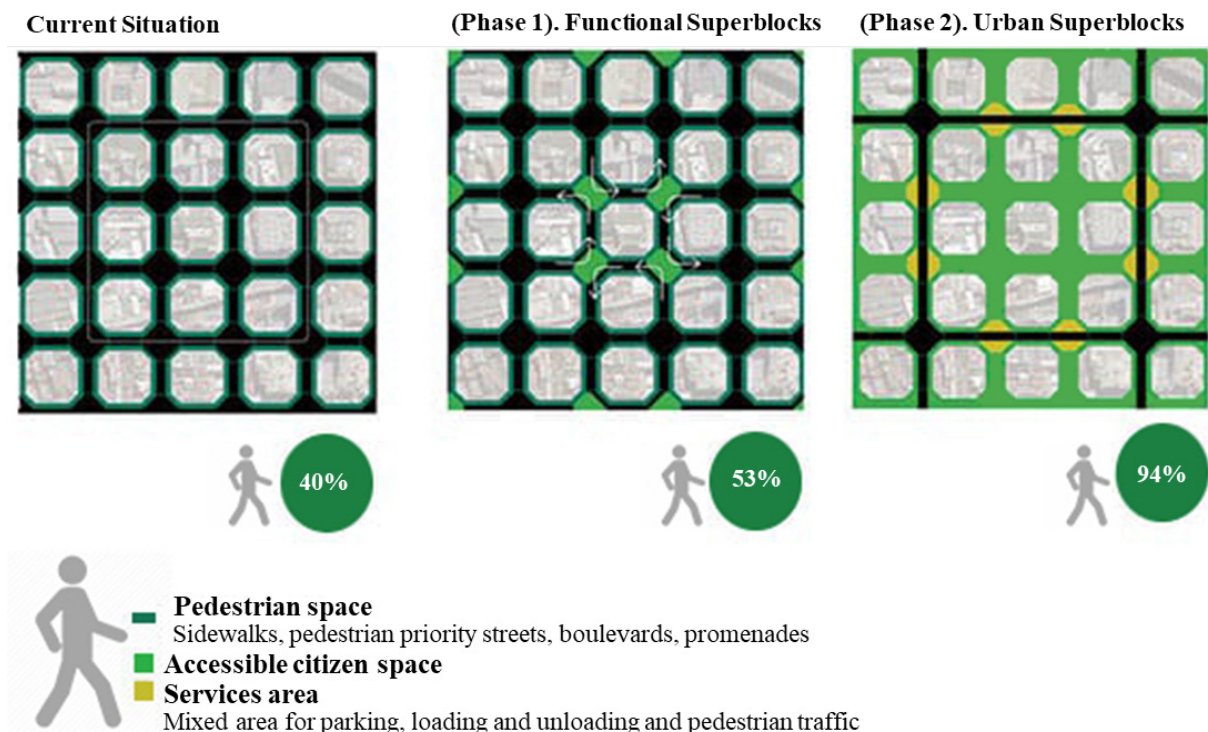 Current Situation
(Phase 1). Functional Superblocks
(Phase 2). Urban Superblocks
40%
53%
94%
Pedestrian space
Sidewalks, pedestrian priority streets, boulevards, promenades
Accessible citizen space
Services area
Mixed area for parking, loading and unloading and pedestrian traffic